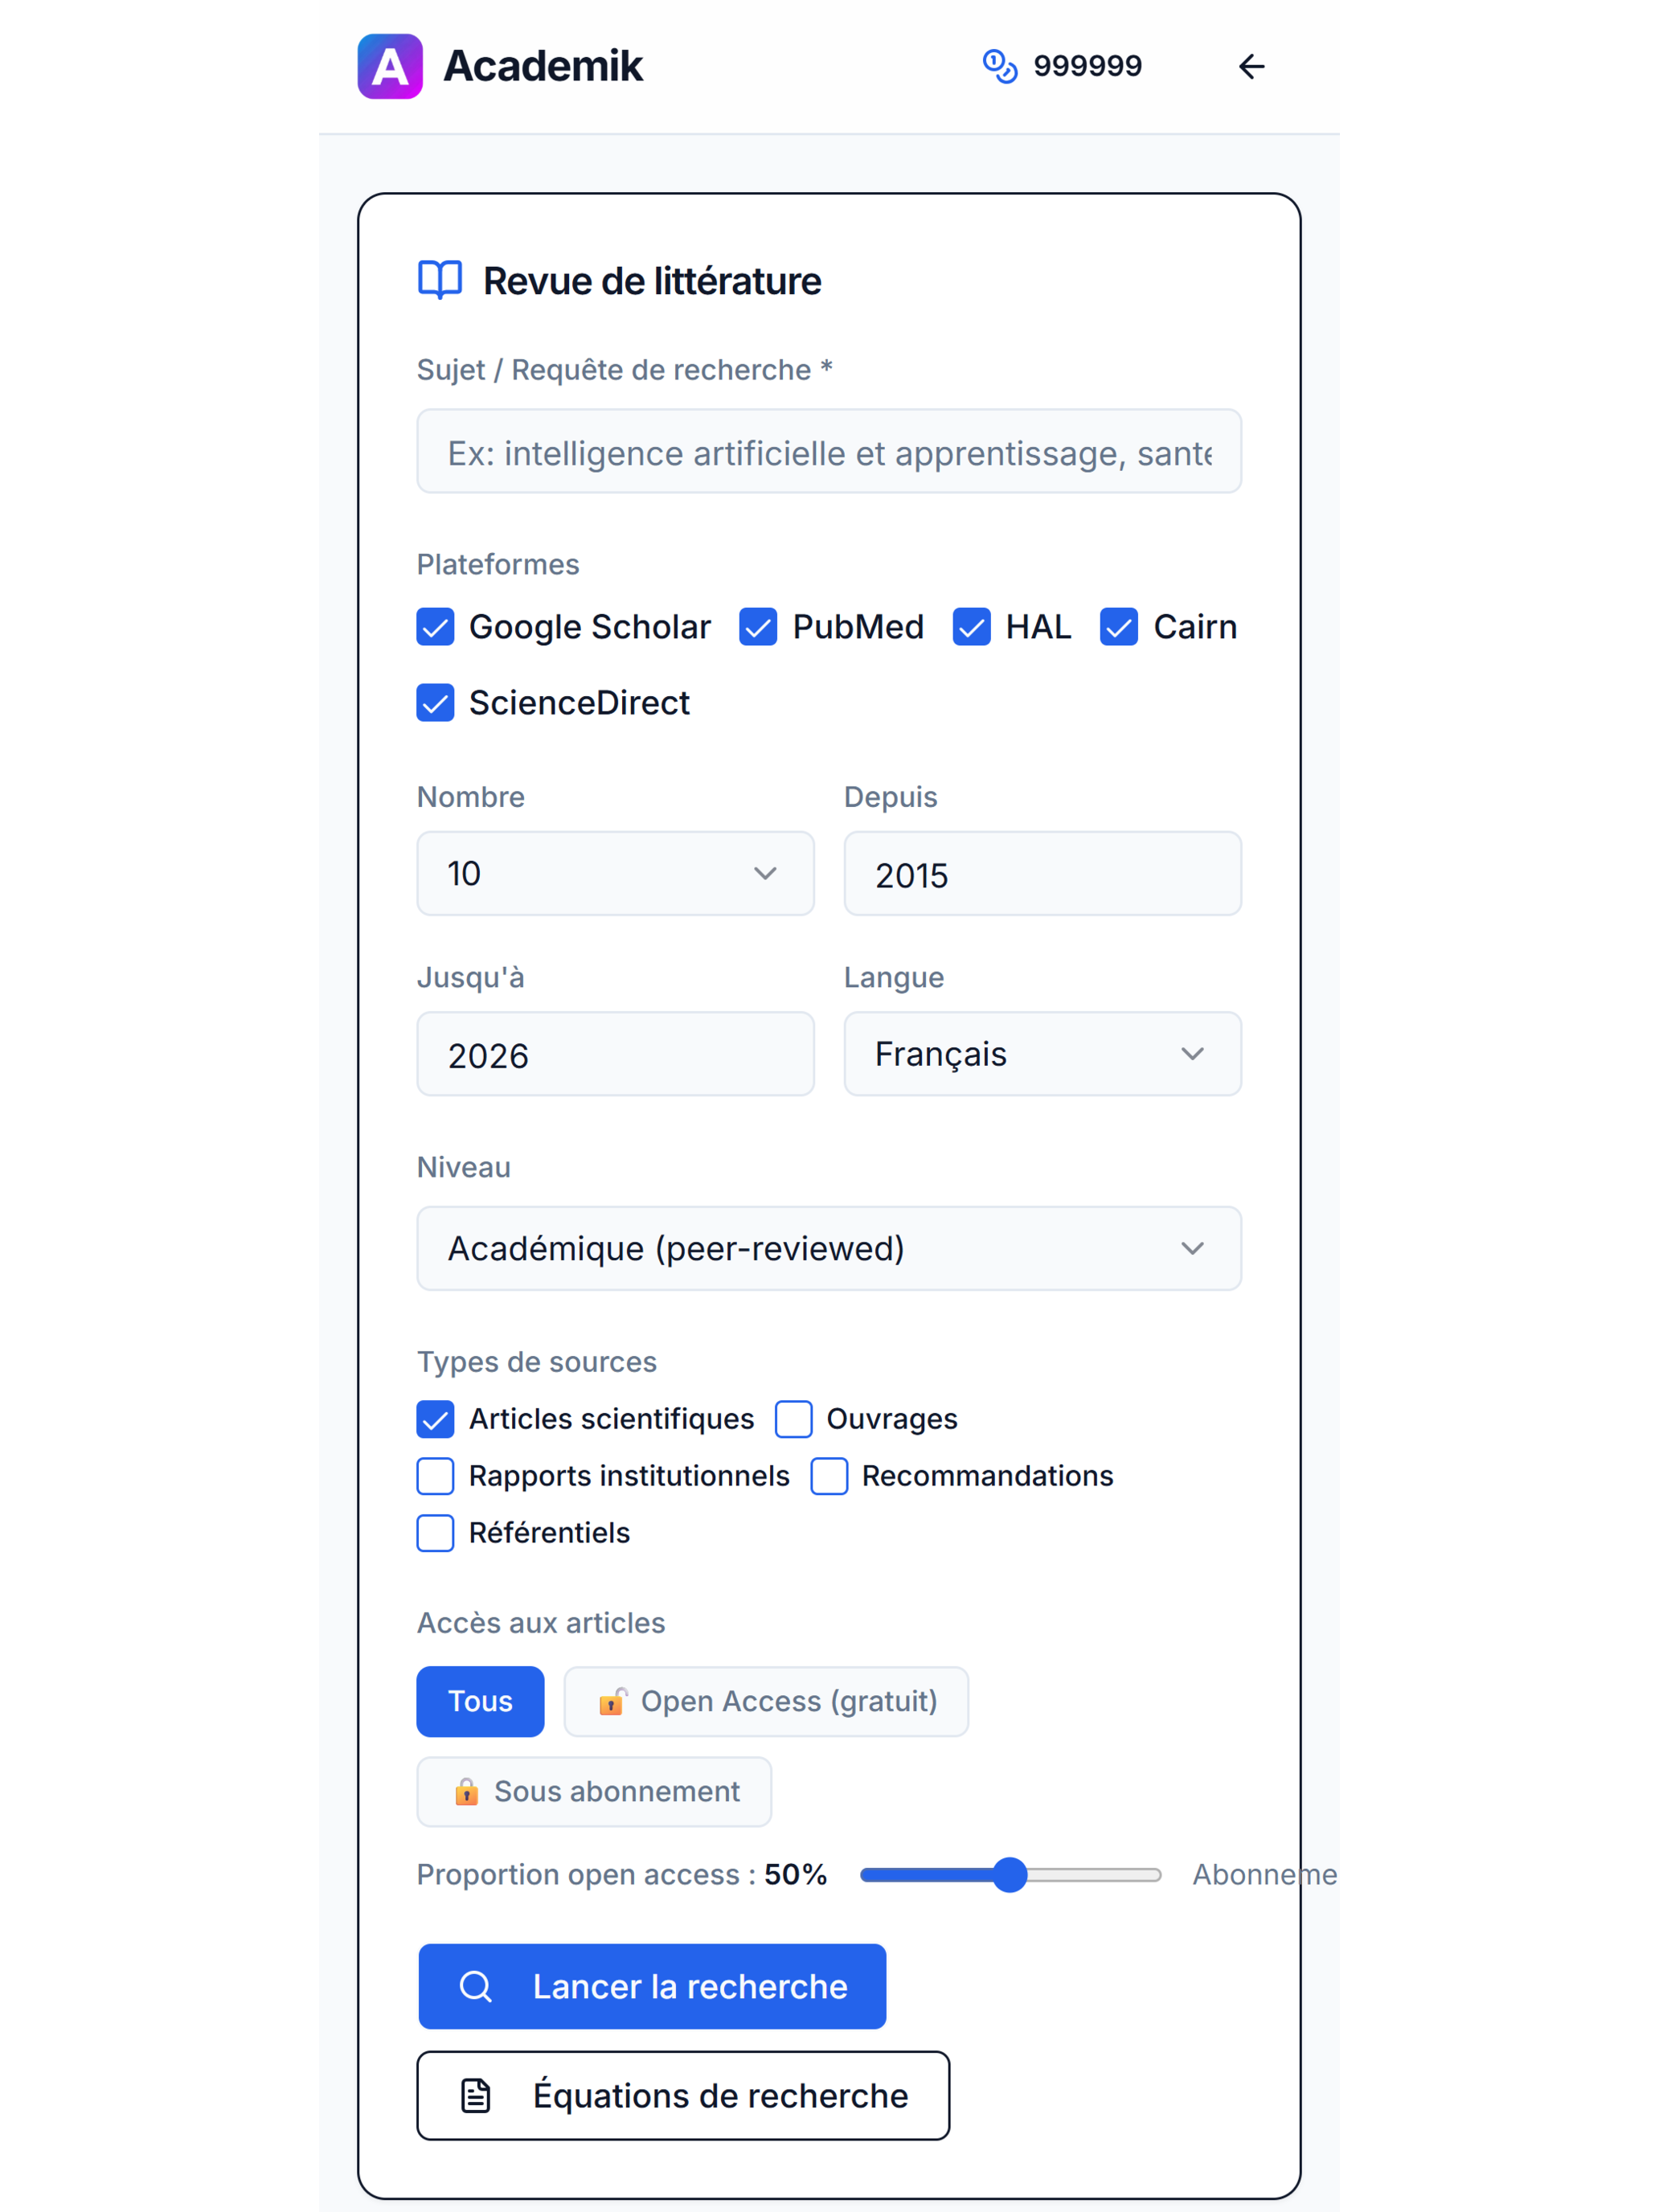 A Academik 999999
Revue de littérature
Sujet / Requête de recherche *
Ex: intelligence artificielle et apprentissage, santé
Plateformes
Google Scholar PubMed HAL Cairn
ScienceDirect
Nombre Depuis
10 2015
Jusqu'à Langue
2026 Français
Niveau
Académique (peer-reviewed)
Types de sources
Articles scientifiques Ouvrages
Rapports institutionnels Recommandations
Référentiels
Accès aux articles
Tous Open Access (gratuit)
Sous abonnement
Proportion open access : 50% Abonneme
Lancer la recherche
Équations de recherche